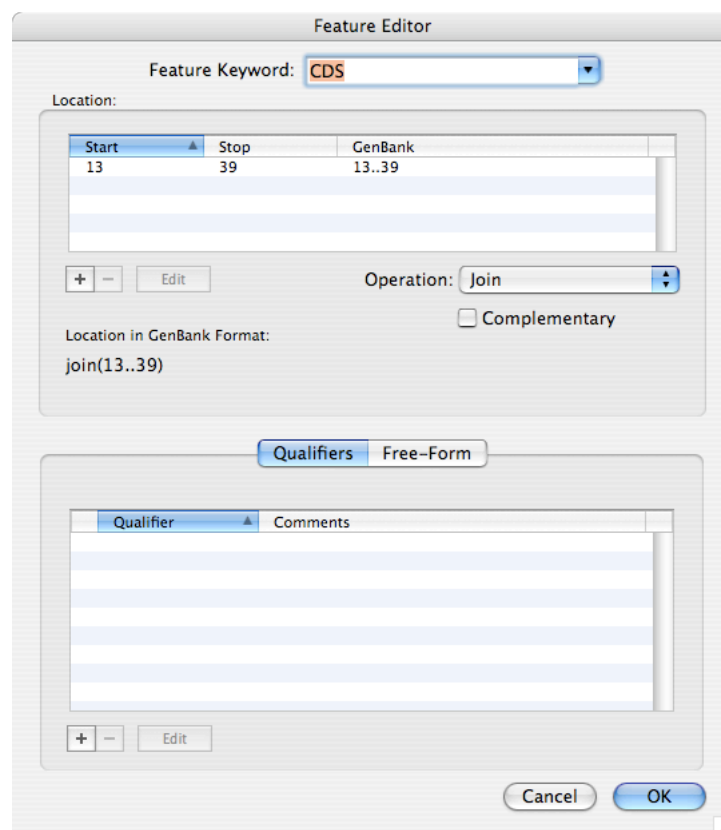 Feature Editor
Feature Keyword: CDS
Location:
Start Stop GenBank
13 39 13..39
+ − Edit Operation: Join
Complementary
Location in GenBank Format:
join(13..39)
Qualifiers Free-Form
Qualifier Comments
+ − Edit
Cancel OK